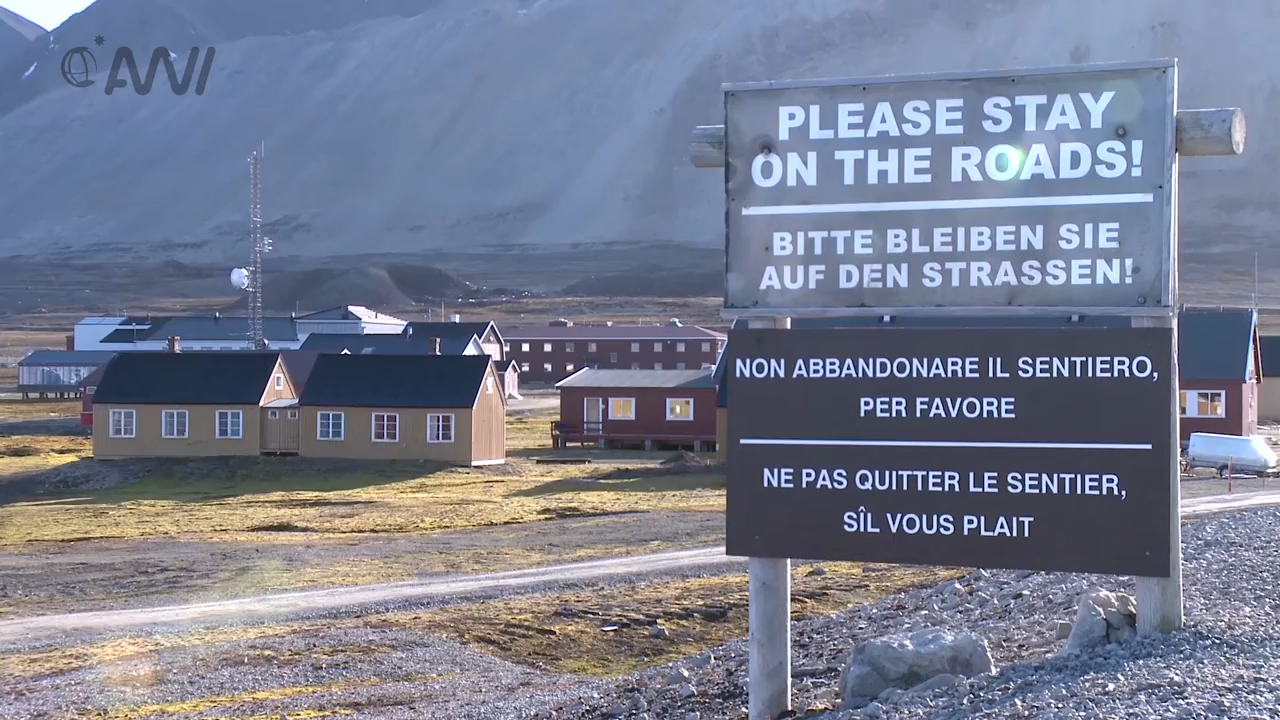 AWI
PLEASE STAY
ON THE ROADS!
BITTE BLEIBEN SIE
AUF DEN STRASSEN!
NON ABBANDONARE IL SENTIERO,
PER FAVORE
NE PAS QUITTER LE SENTIER,
SÎL VOUS PLAIT